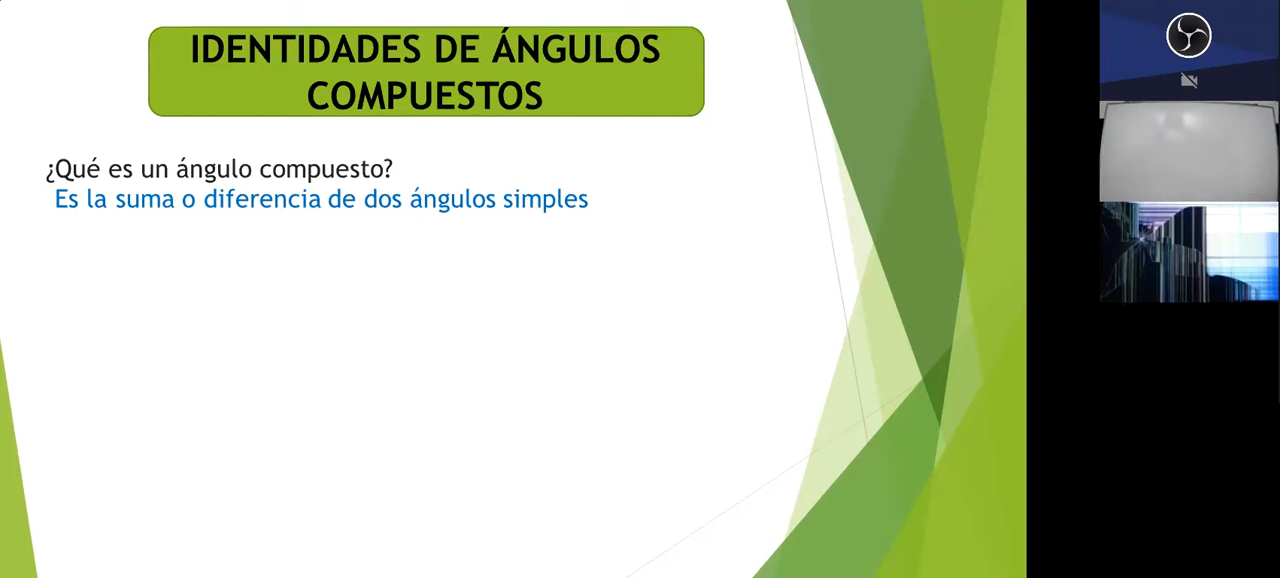 IDENTIDADES DE ÁNGULOS
COMPUESTOS
¿Qué es un ángulo compuesto?
Es la suma o diferencia de dos ángulos simples